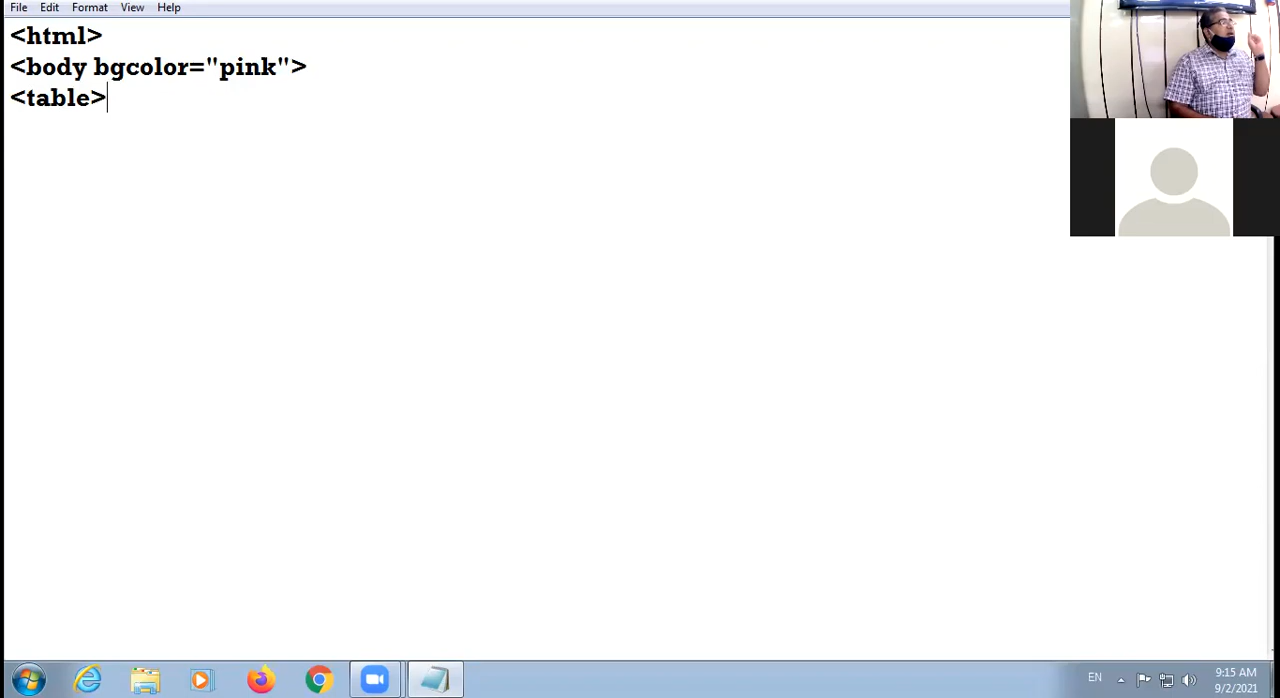 File Edit Format View Help
<html>
<body bgcolor="pink">
<table>
EN
9:15 AM
9/2/2021